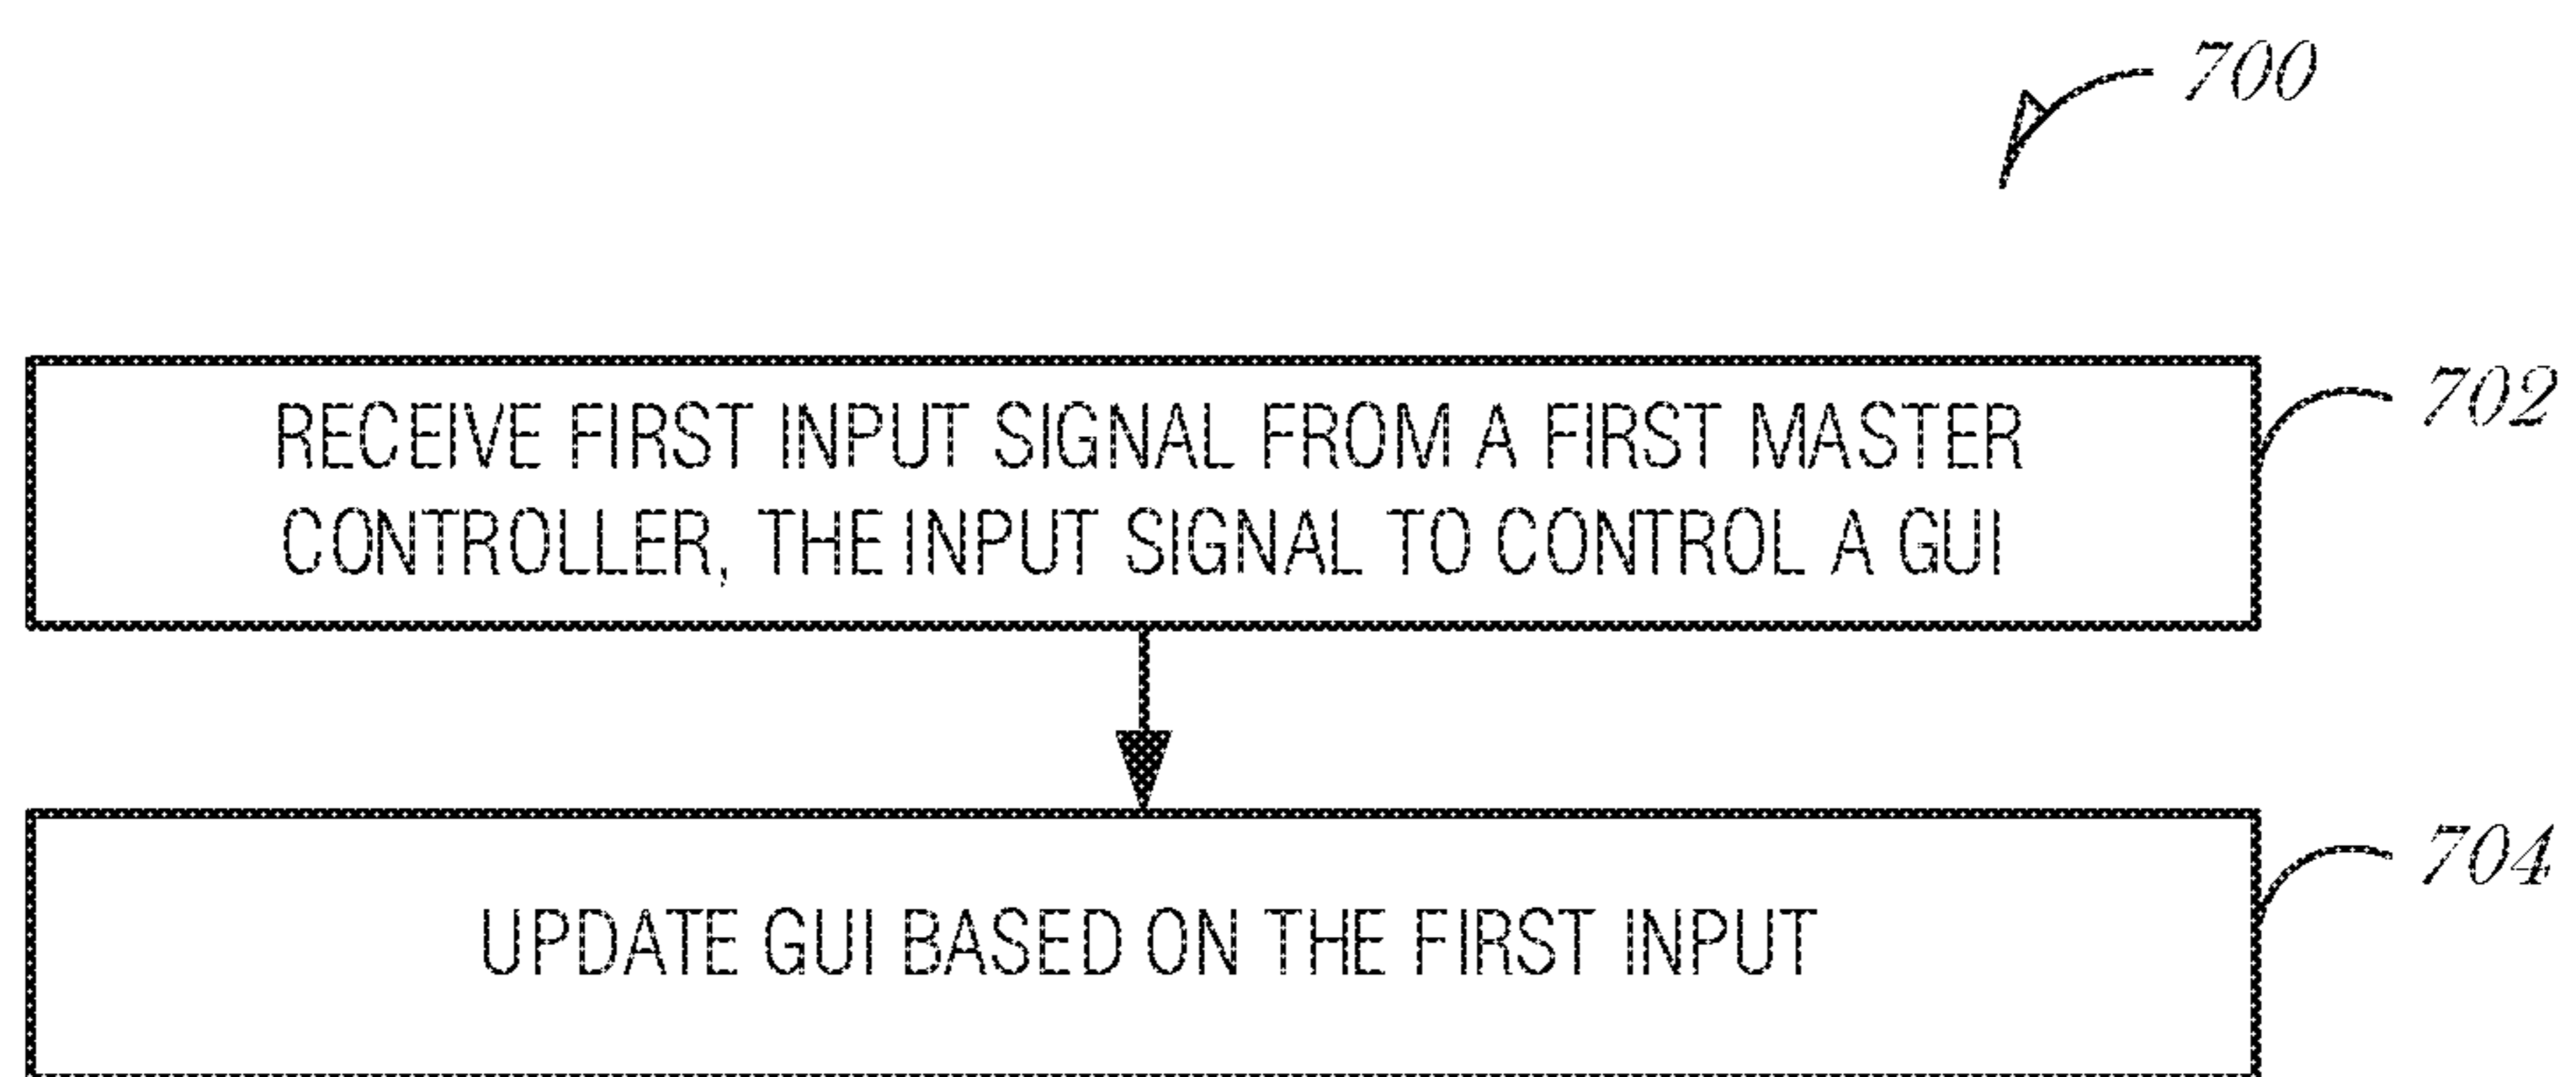 700
RECEIVE FIRST INPUT SIGNAL FROM A FIRST MASTER
CONTROLLER, THE INPUT SIGNAL TO CONTROL A GUI
702
UPDATE GUI BASED ON THE FIRST INPUT
704